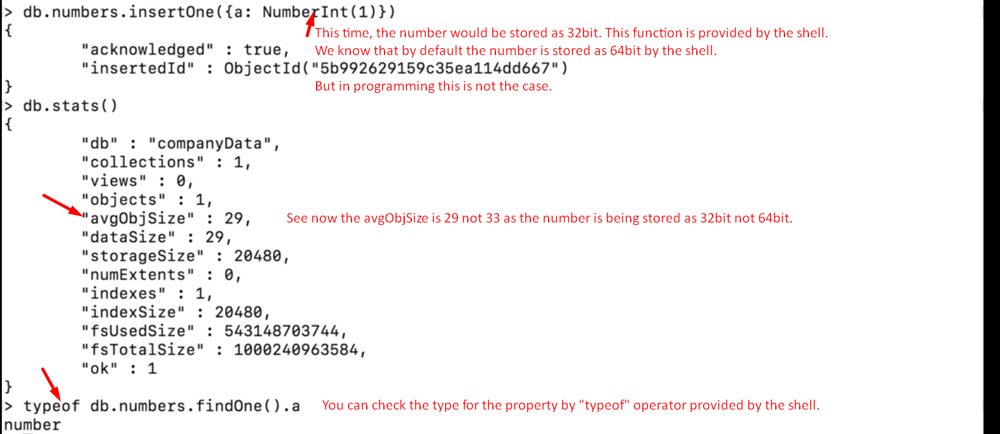 > db.numbers.insertOne({a: NumberInt(1)})
{
This time, the number would be stored as 32bit. This function is provided by the shell.
"acknowledged" : true,
We know that by default the number is stored as 64bit by the shell.
"insertedId" : ObjectId("5b992629159c35ea114dd667")
}
But in programming this is not the case.
> db.stats()
{
"db" : "companyData",
"collections" : 1,
"views" : 0,
"objects" : 1,
"avgObjSize" : 29,
See now the avgObjSize is 29 not 33 as the number is being stored as 32bit not 64bit.
"dataSize" : 29,
"storageSize" : 20480,
"numExtents" : 0,
"indexes" : 1,
"indexSize" : 20480,
"fsUsedSize" : 543148703744,
"fsTotalSize" : 1000240963584,
"ok" : 1
}
> typeof db.numbers.findOne().a
You can check the type for the property by "typeof" operator provided by the shell.
number